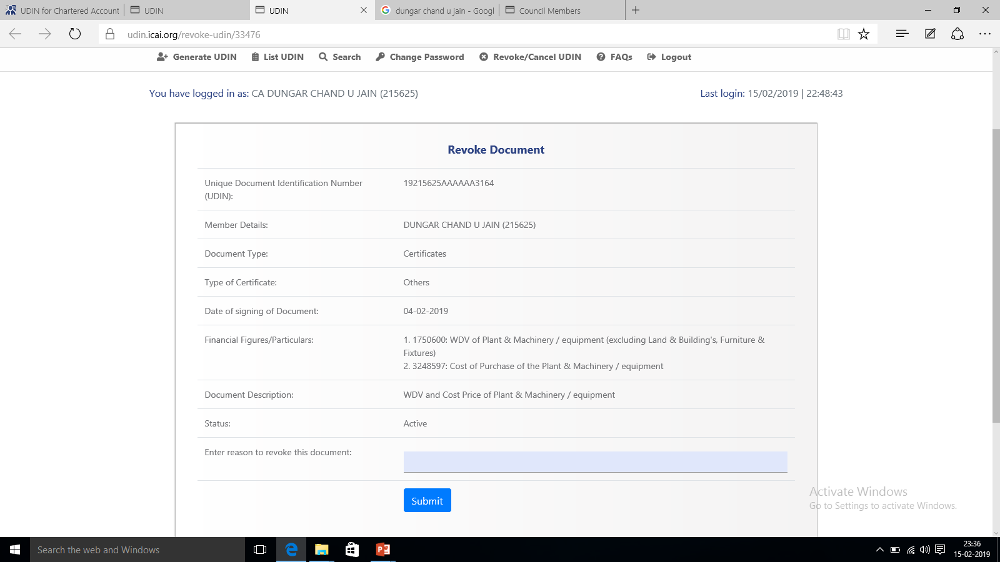 UDIN for Chartered Account
UDIN
UDIN
dungar chand u jain - Googl
Council Members
udin.icai.org/revoke-udin/33476
Generate UDIN
List UDIN
Search
Change Password
Revoke/Cancel UDIN
FAQs
Logout
You have logged in as: CA DUNGAR CHAND U JAIN (215625)
Last login: 15/02/2019 | 22:48:43
Revoke Document
Unique Document Identification Number
(UDIN):
19215625AAAAAA3164
Member Details:
DUNGAR CHAND U JAIN (215625)
Document Type:
Certificates
Type of Certificate:
Others
Date of signing of Document:
04-02-2019
Financial Figures/Particulars:
1. 1750600: WDV of Plant & Machinery / equipment (excluding Land & Building's, Furniture &
Fixtures)
2. 3248597: Cost of Purchase of the Plant & Machinery / equipment
Document Description:
WDV and Cost Price of Plant & Machinery / equipment
Status:
Active
Enter reason to revoke this document:
Submit
Activate Windows
Go to Settings to activate Windows.
Search the web and Windows
23:36
15-02-2019